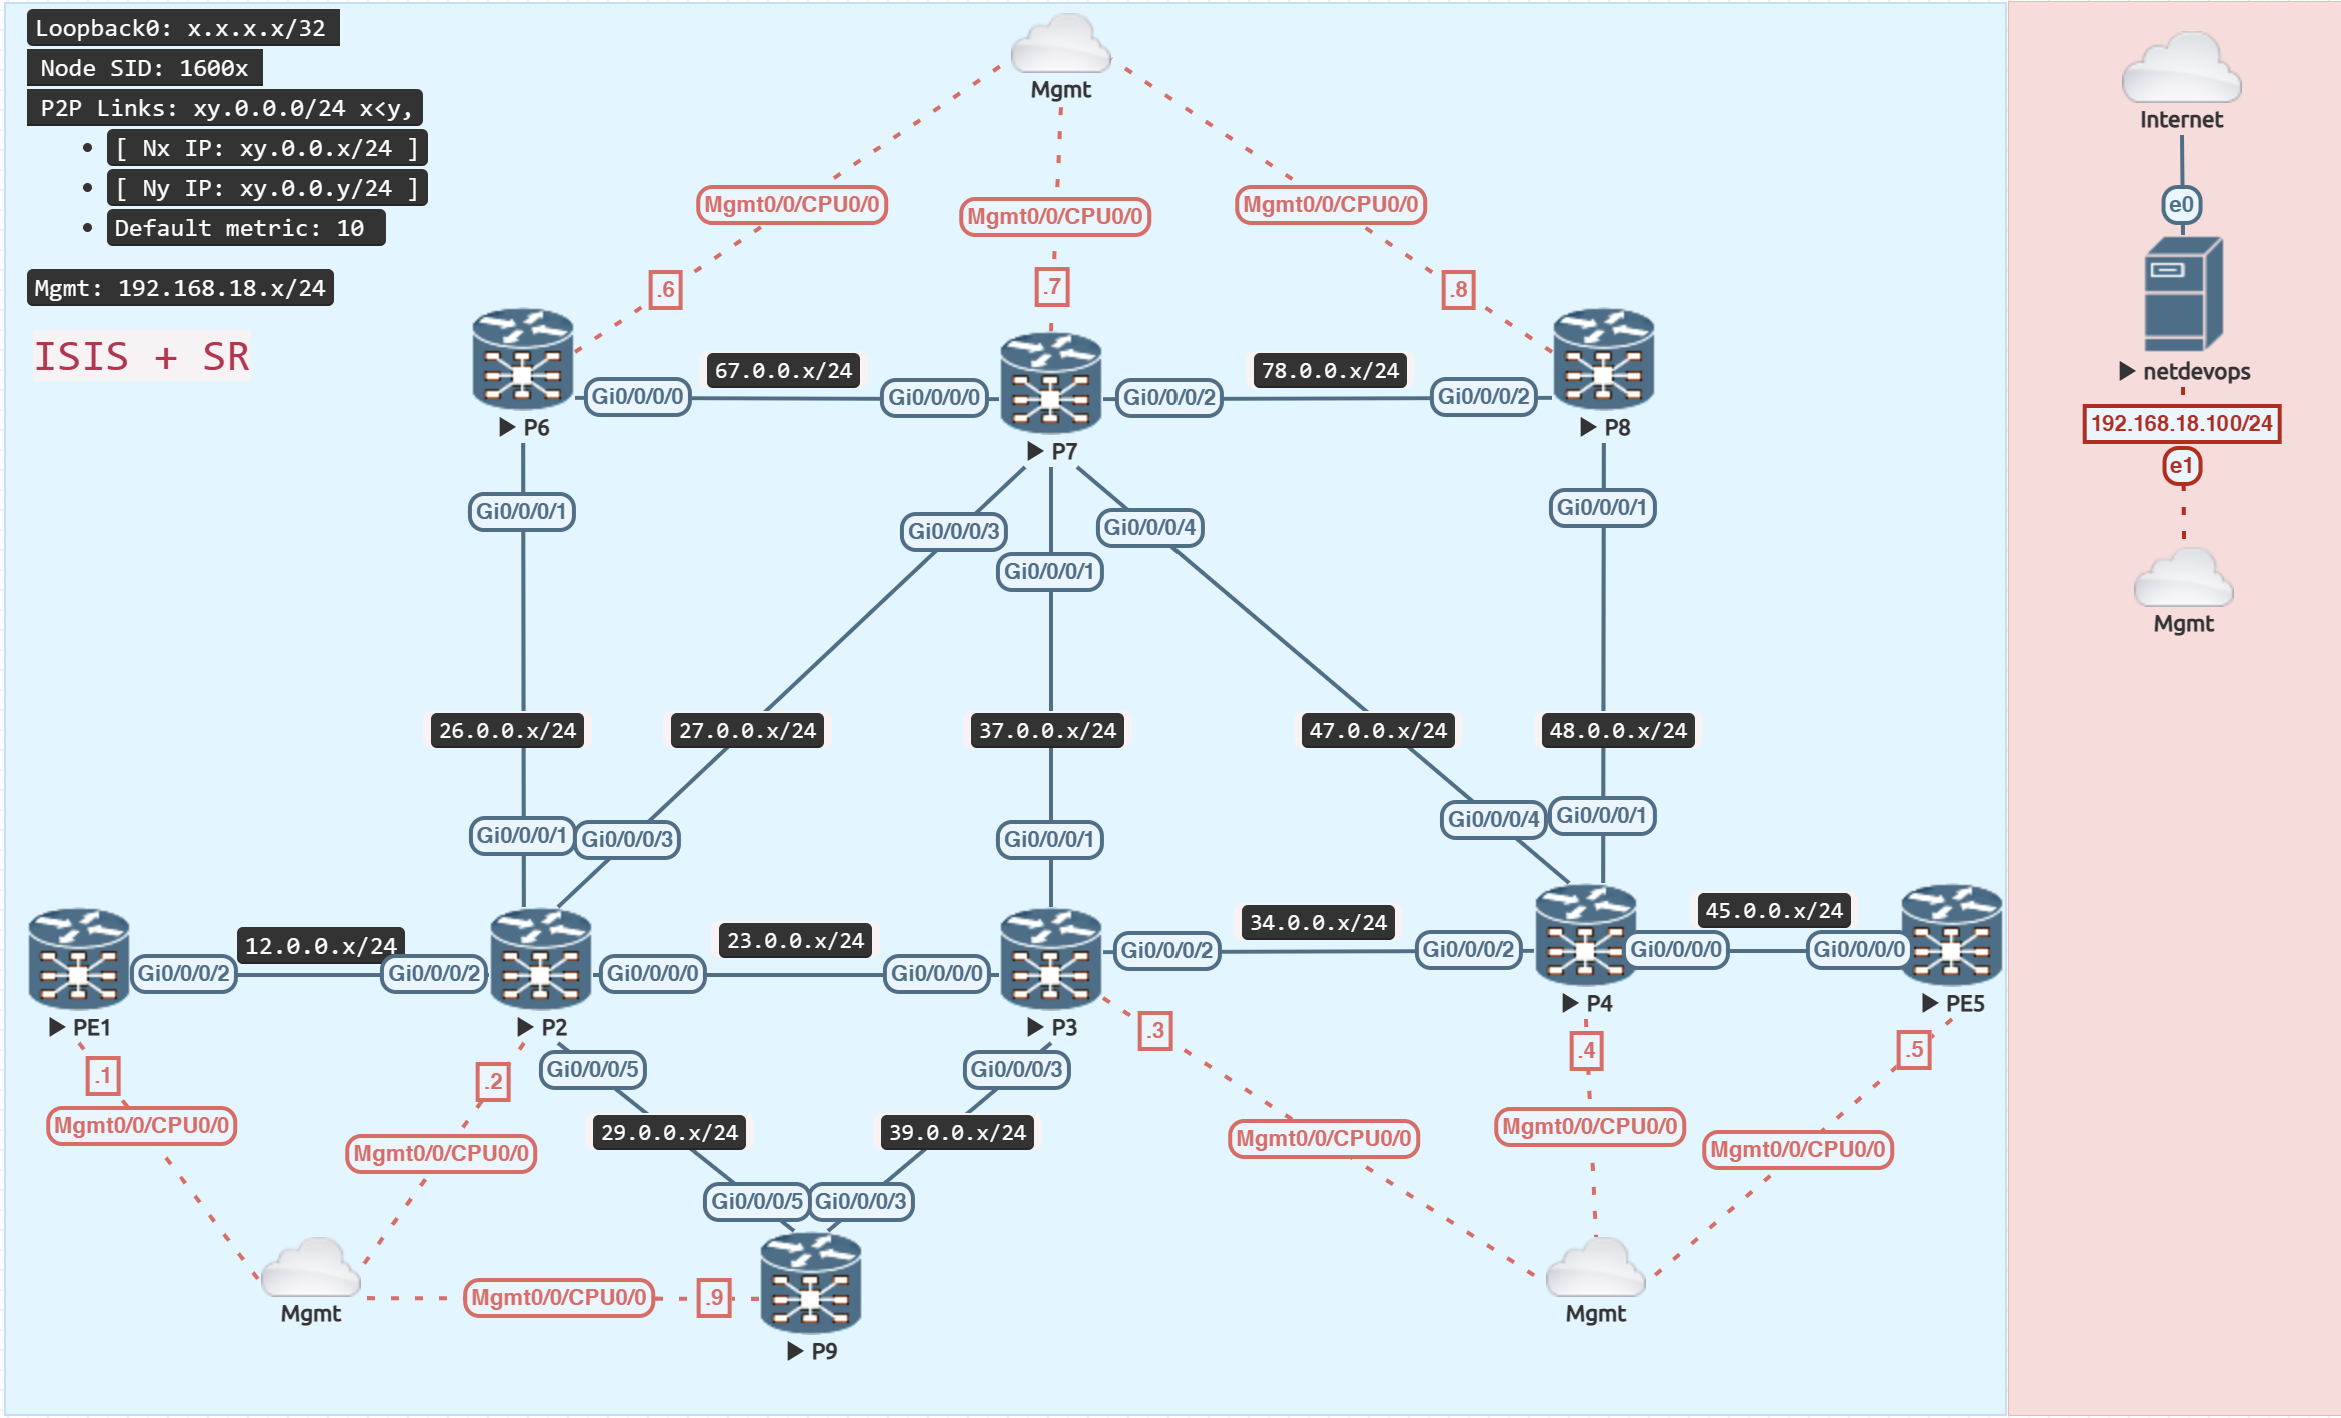 Loopback0: x.x.x.x/32
Node SID: 1600x
P2P Links: xy.0.0.0/24 x<y,
[ Nx IP: xy.0.0.x/24 ]
[ Ny IP: xy.0.0.y/24 ]
Default metric: 10
Mgmt: 192.168.18.x/24
ISIS + SR
Mgmt
Mgmt0/0/CPU0/0
Mgmt0/0/CPU0/0
Mgmt0/0/CPU0/0
.6
.7
.8
67.0.0.x/24
78.0.0.x/24
Gi0/0/0/0
Gi0/0/0/0
Gi0/0/0/2
Gi0/0/0/2
P6
P7
P8
Gi0/0/0/1
Gi0/0/0/3
Gi0/0/0/1
Gi0/0/0/4
Gi0/0/0/1
26.0.0.x/24
27.0.0.x/24
37.0.0.x/24
47.0.0.x/24
48.0.0.x/24
Gi0/0/0/1
Gi0/0/0/3
Gi0/0/0/1
Gi0/0/0/4
Gi0/0/0/1
12.0.0.x/24
23.0.0.x/24
34.0.0.x/24
45.0.0.x/24
Gi0/0/0/2
Gi0/0/0/2
Gi0/0/0/0
Gi0/0/0/0
Gi0/0/0/2
Gi0/0/0/2
Gi0/0/0/0
Gi0/0/0/0
PE1
P2
P3
P4
PE5
.1
.2
.3
.4
.5
Gi0/0/0/5
Gi0/0/0/3
Mgmt0/0/CPU0/0
Mgmt0/0/CPU0/0
29.0.0.x/24
39.0.0.x/24
Mgmt0/0/CPU0/0
Mgmt0/0/CPU0/0
Mgmt0/0/CPU0/0
Gi0/0/0/5
Gi0/0/0/3
Mgmt
Mgmt0/0/CPU0/0
.9
P9
Mgmt
Internet
e0
netdevops
192.168.18.100/24
e1
Mgmt